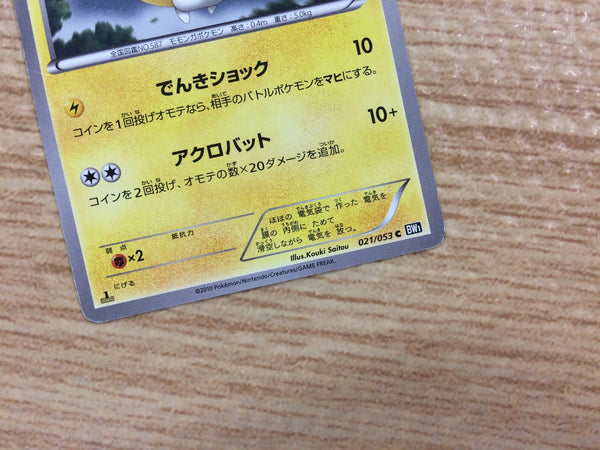 全国図鑑NO.587 モモンガポケモン 高さ:0.4m 重さ:5.0kg
でんきショック 10
コインを1回投げオモテなら、相手のバトルポケモンをマヒにする。
アクロバット 10+
コインを2回投げ、オモテの数×20ダメージを追加。
弱点 抵抗力
×2
にげる
ほほの 電気袋で 作った 電気を
膜の 内側に ためて
滑空しながら 電気を 放つ。
Illus.Kouki Saitou 021/053 C BW1
1
©2010 Pokémon/Nintendo/Creatures/GAME FREAK.